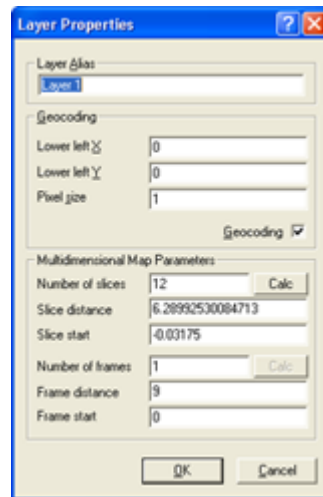 Layer Properties
Layer Alias
Layer 1
Geocoding
Lower left X 0
Lower left Y 0
Pixel size 1
Geocoding
Multidimensional Map Parameters
Number of slices 12 Calc
Slice distance 6.28992530084713
Slice start -0.03175
Number of frames 1 Calc
Frame distance 9
Frame start 0
OK Cancel